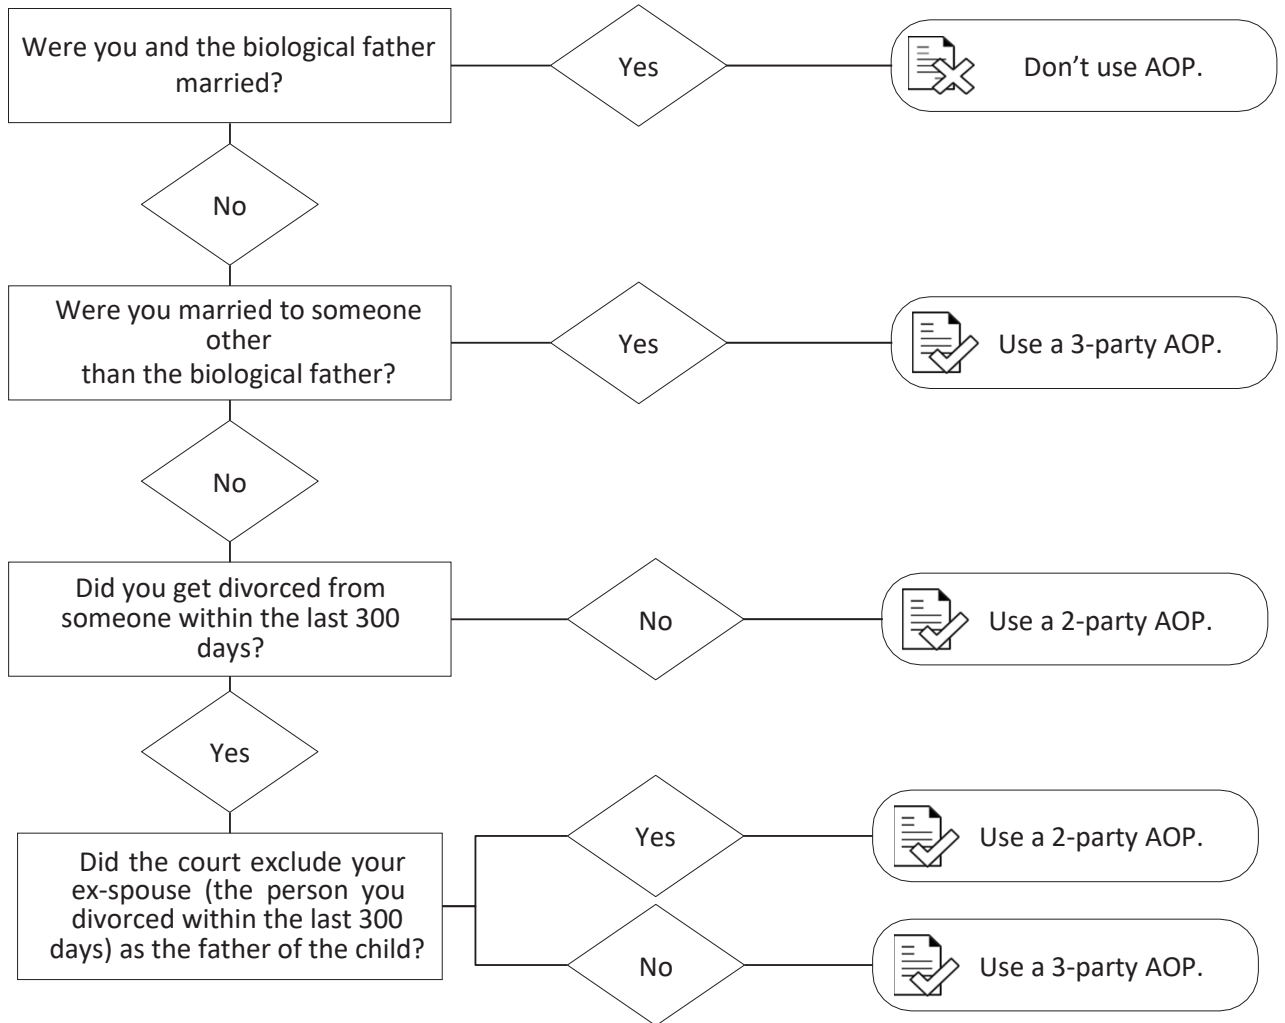 Were you and the biological father
married?
Yes
Don’t use AOP.
No
Were you married to someone
other
than the biological father?
Yes
Use a 3-party AOP.
No
Did you get divorced from
someone within the last 300
days?
No
Use a 2-party AOP.
Yes
Did the court exclude your
ex-spouse (the person you
divorced within the last 300
days) as the father of the child?
Yes
Use a 2-party AOP.
No
Use a 3-party AOP.